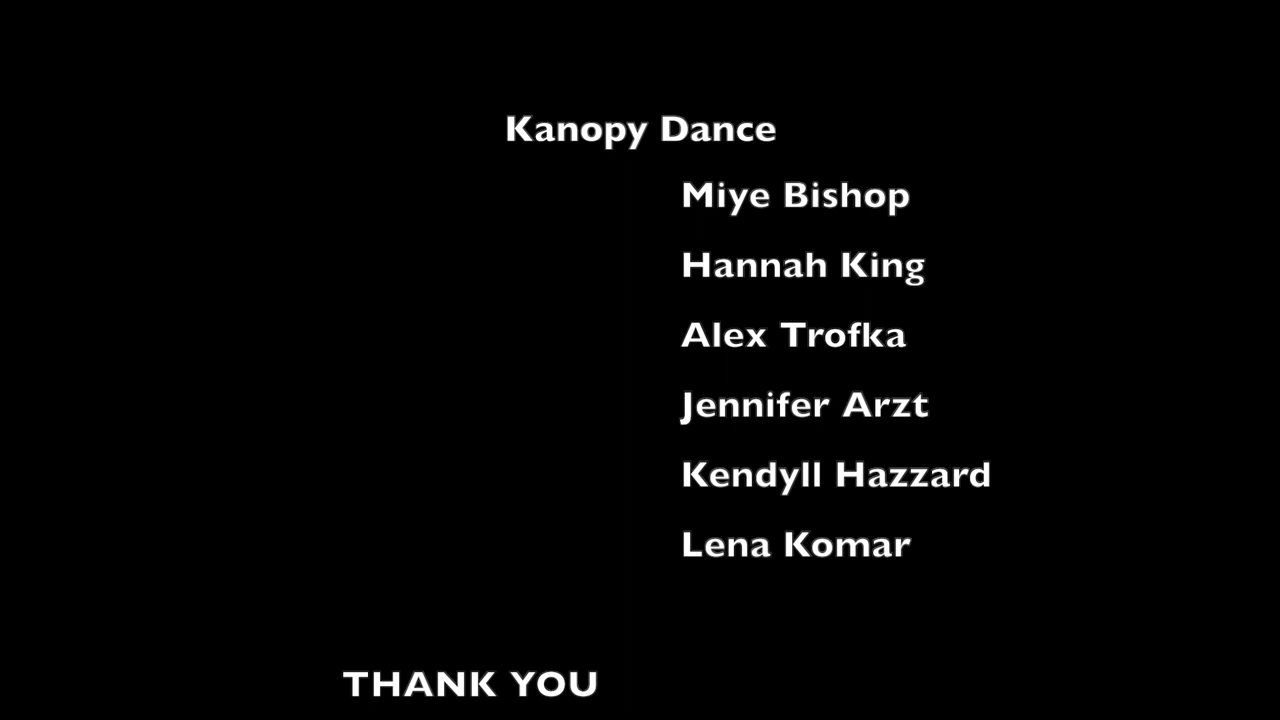 Kanopy Dance
Miye Bishop
Hannah King
Alex Trofka
Jennifer Arzt
Kendyll Hazzard
Lena Komar
THANK YOU